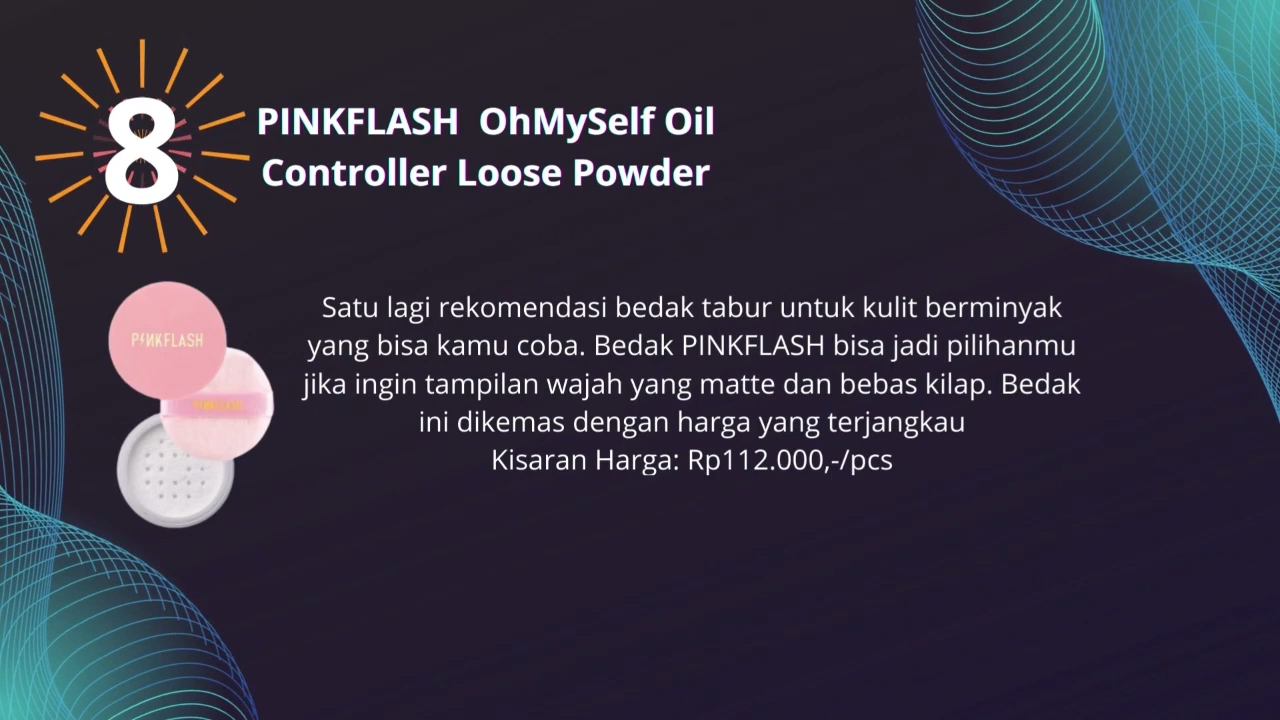 8
PINKFLASH OhMySelf Oil
Controller Loose Powder
PINKFLASH
Satu lagi rekomendasi bedak tabur untuk kulit berminyak
yang bisa kamu coba. Bedak PINKFLASH bisa jadi pilihanmu
jika ingin tampilan wajah yang matte dan bebas kilap. Bedak
ini dikemas dengan harga yang terjangkau
Kisaran Harga: Rp112.000,-/pcs